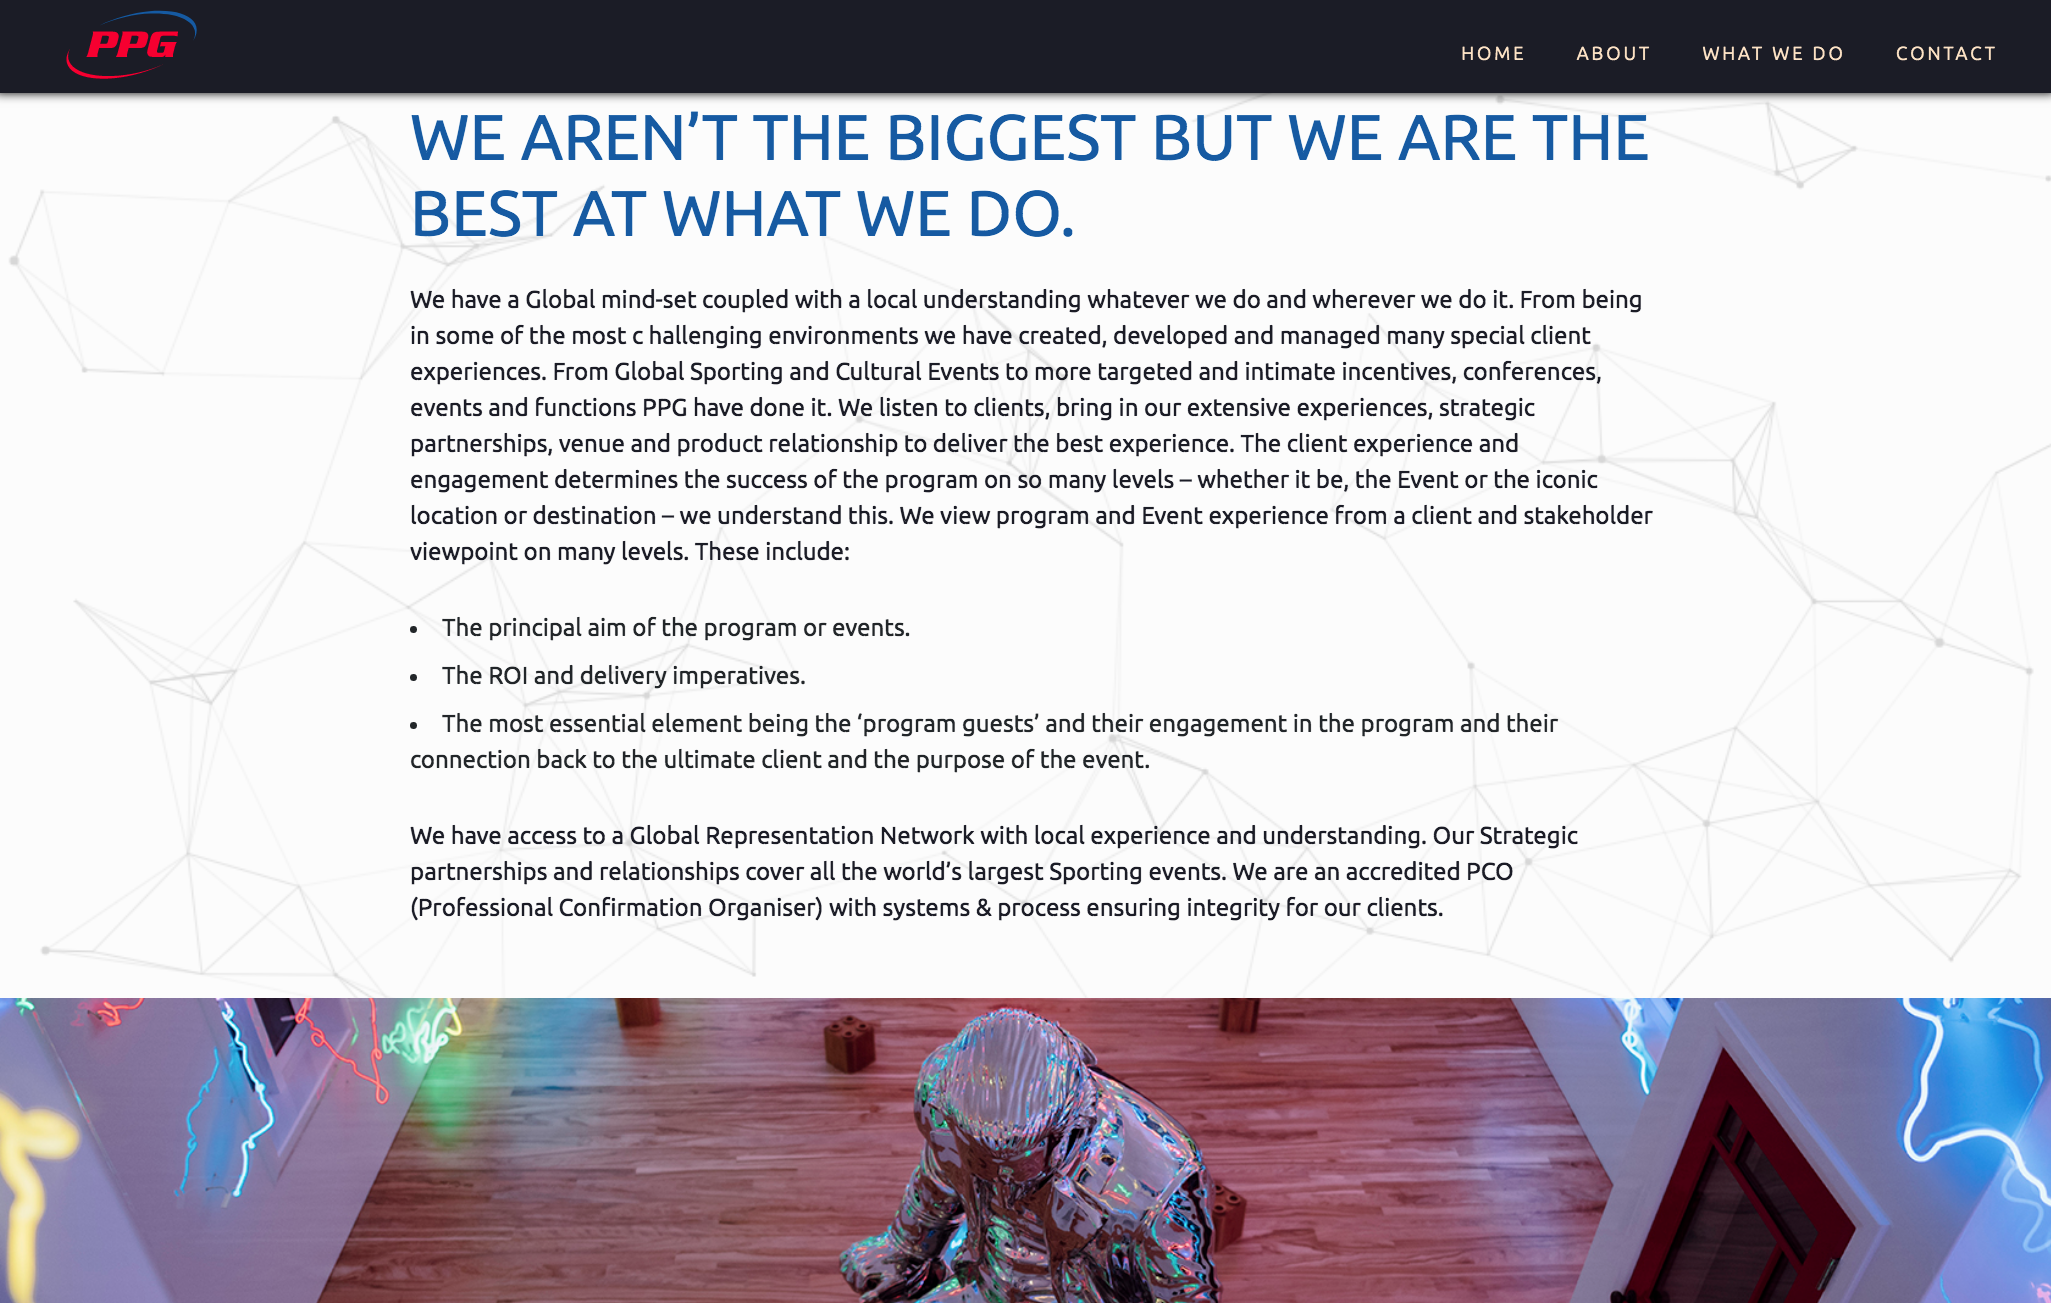 PPG
HOME ABOUT WHAT WE DO CONTACT
WE AREN’T THE BIGGEST BUT WE ARE THE
BEST AT WHAT WE DO.
We have a Global mind-set coupled with a local understanding whatever we do and wherever we do it. From being
in some of the most c hallenging environments we have created, developed and managed many special client
experiences. From Global Sporting and Cultural Events to more targeted and intimate incentives, conferences,
events and functions PPG have done it. We listen to clients, bring in our extensive experiences, strategic
partnerships, venue and product relationship to deliver the best experience. The client experience and
engagement determines the success of the program on so many levels – whether it be, the Event or the iconic
location or destination – we understand this. We view program and Event experience from a client and stakeholder
viewpoint on many levels. These include:
• The principal aim of the program or events.
• The ROI and delivery imperatives.
• The most essential element being the ‘program guests’ and their engagement in the program and their
connection back to the ultimate client and the purpose of the event.
We have access to a Global Representation Network with local experience and understanding. Our Strategic
partnerships and relationships cover all the world’s largest Sporting events. We are an accredited PCO
(Professional Confirmation Organiser) with systems & process ensuring integrity for our clients.